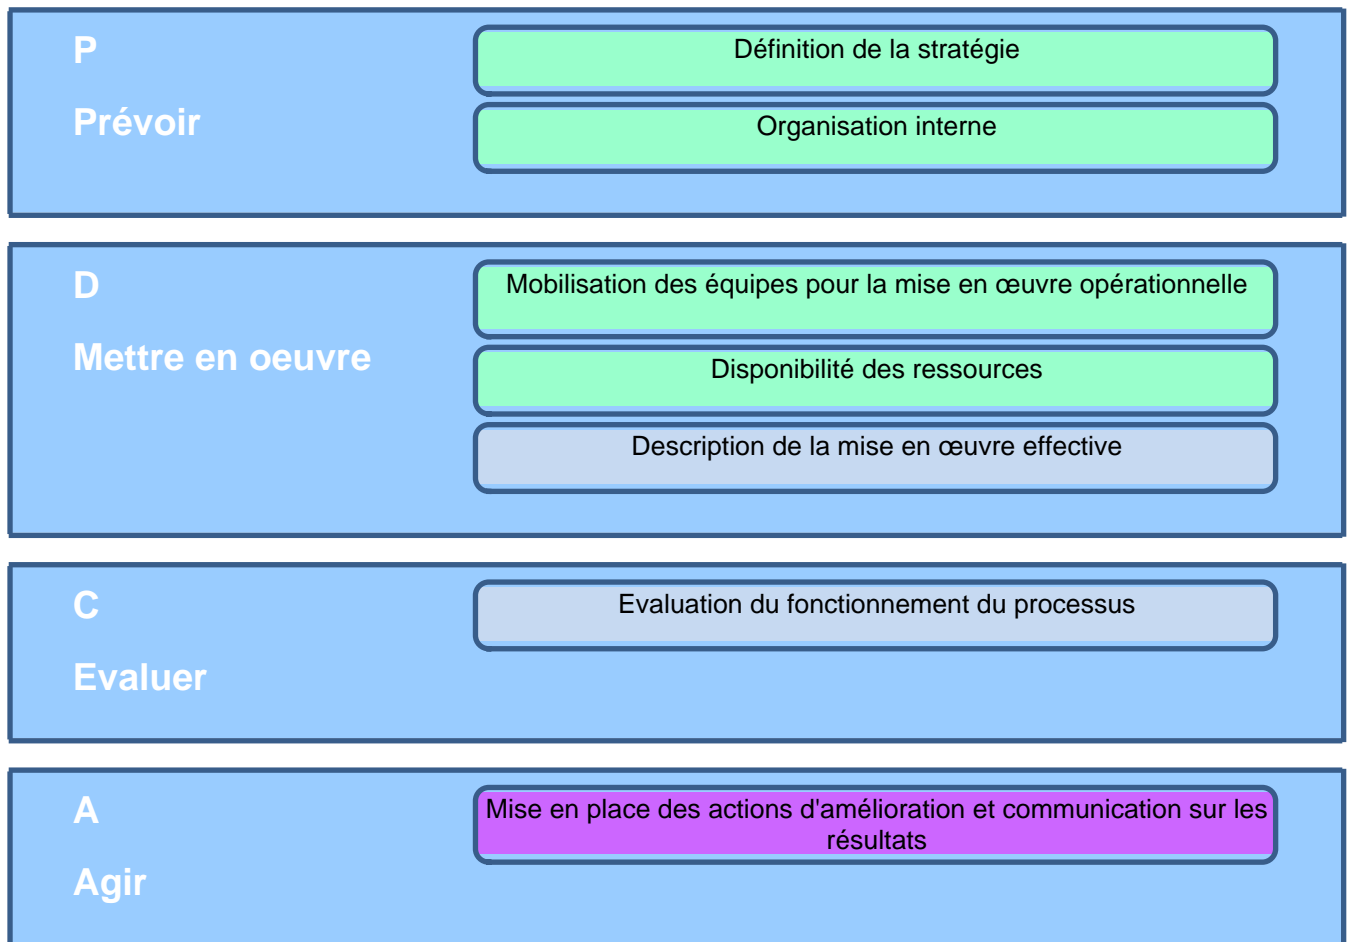 P
Prévoir
Définition de la stratégie
Organisation interne
D
Mettre en oeuvre
Mobilisation des équipes pour la mise en œuvre opérationnelle
Disponibilité des ressources
Description de la mise en œuvre effective
C
Evaluer
Evaluation du fonctionnement du processus
A
Agir
Mise en place des actions d'amélioration et communication sur les
résultats